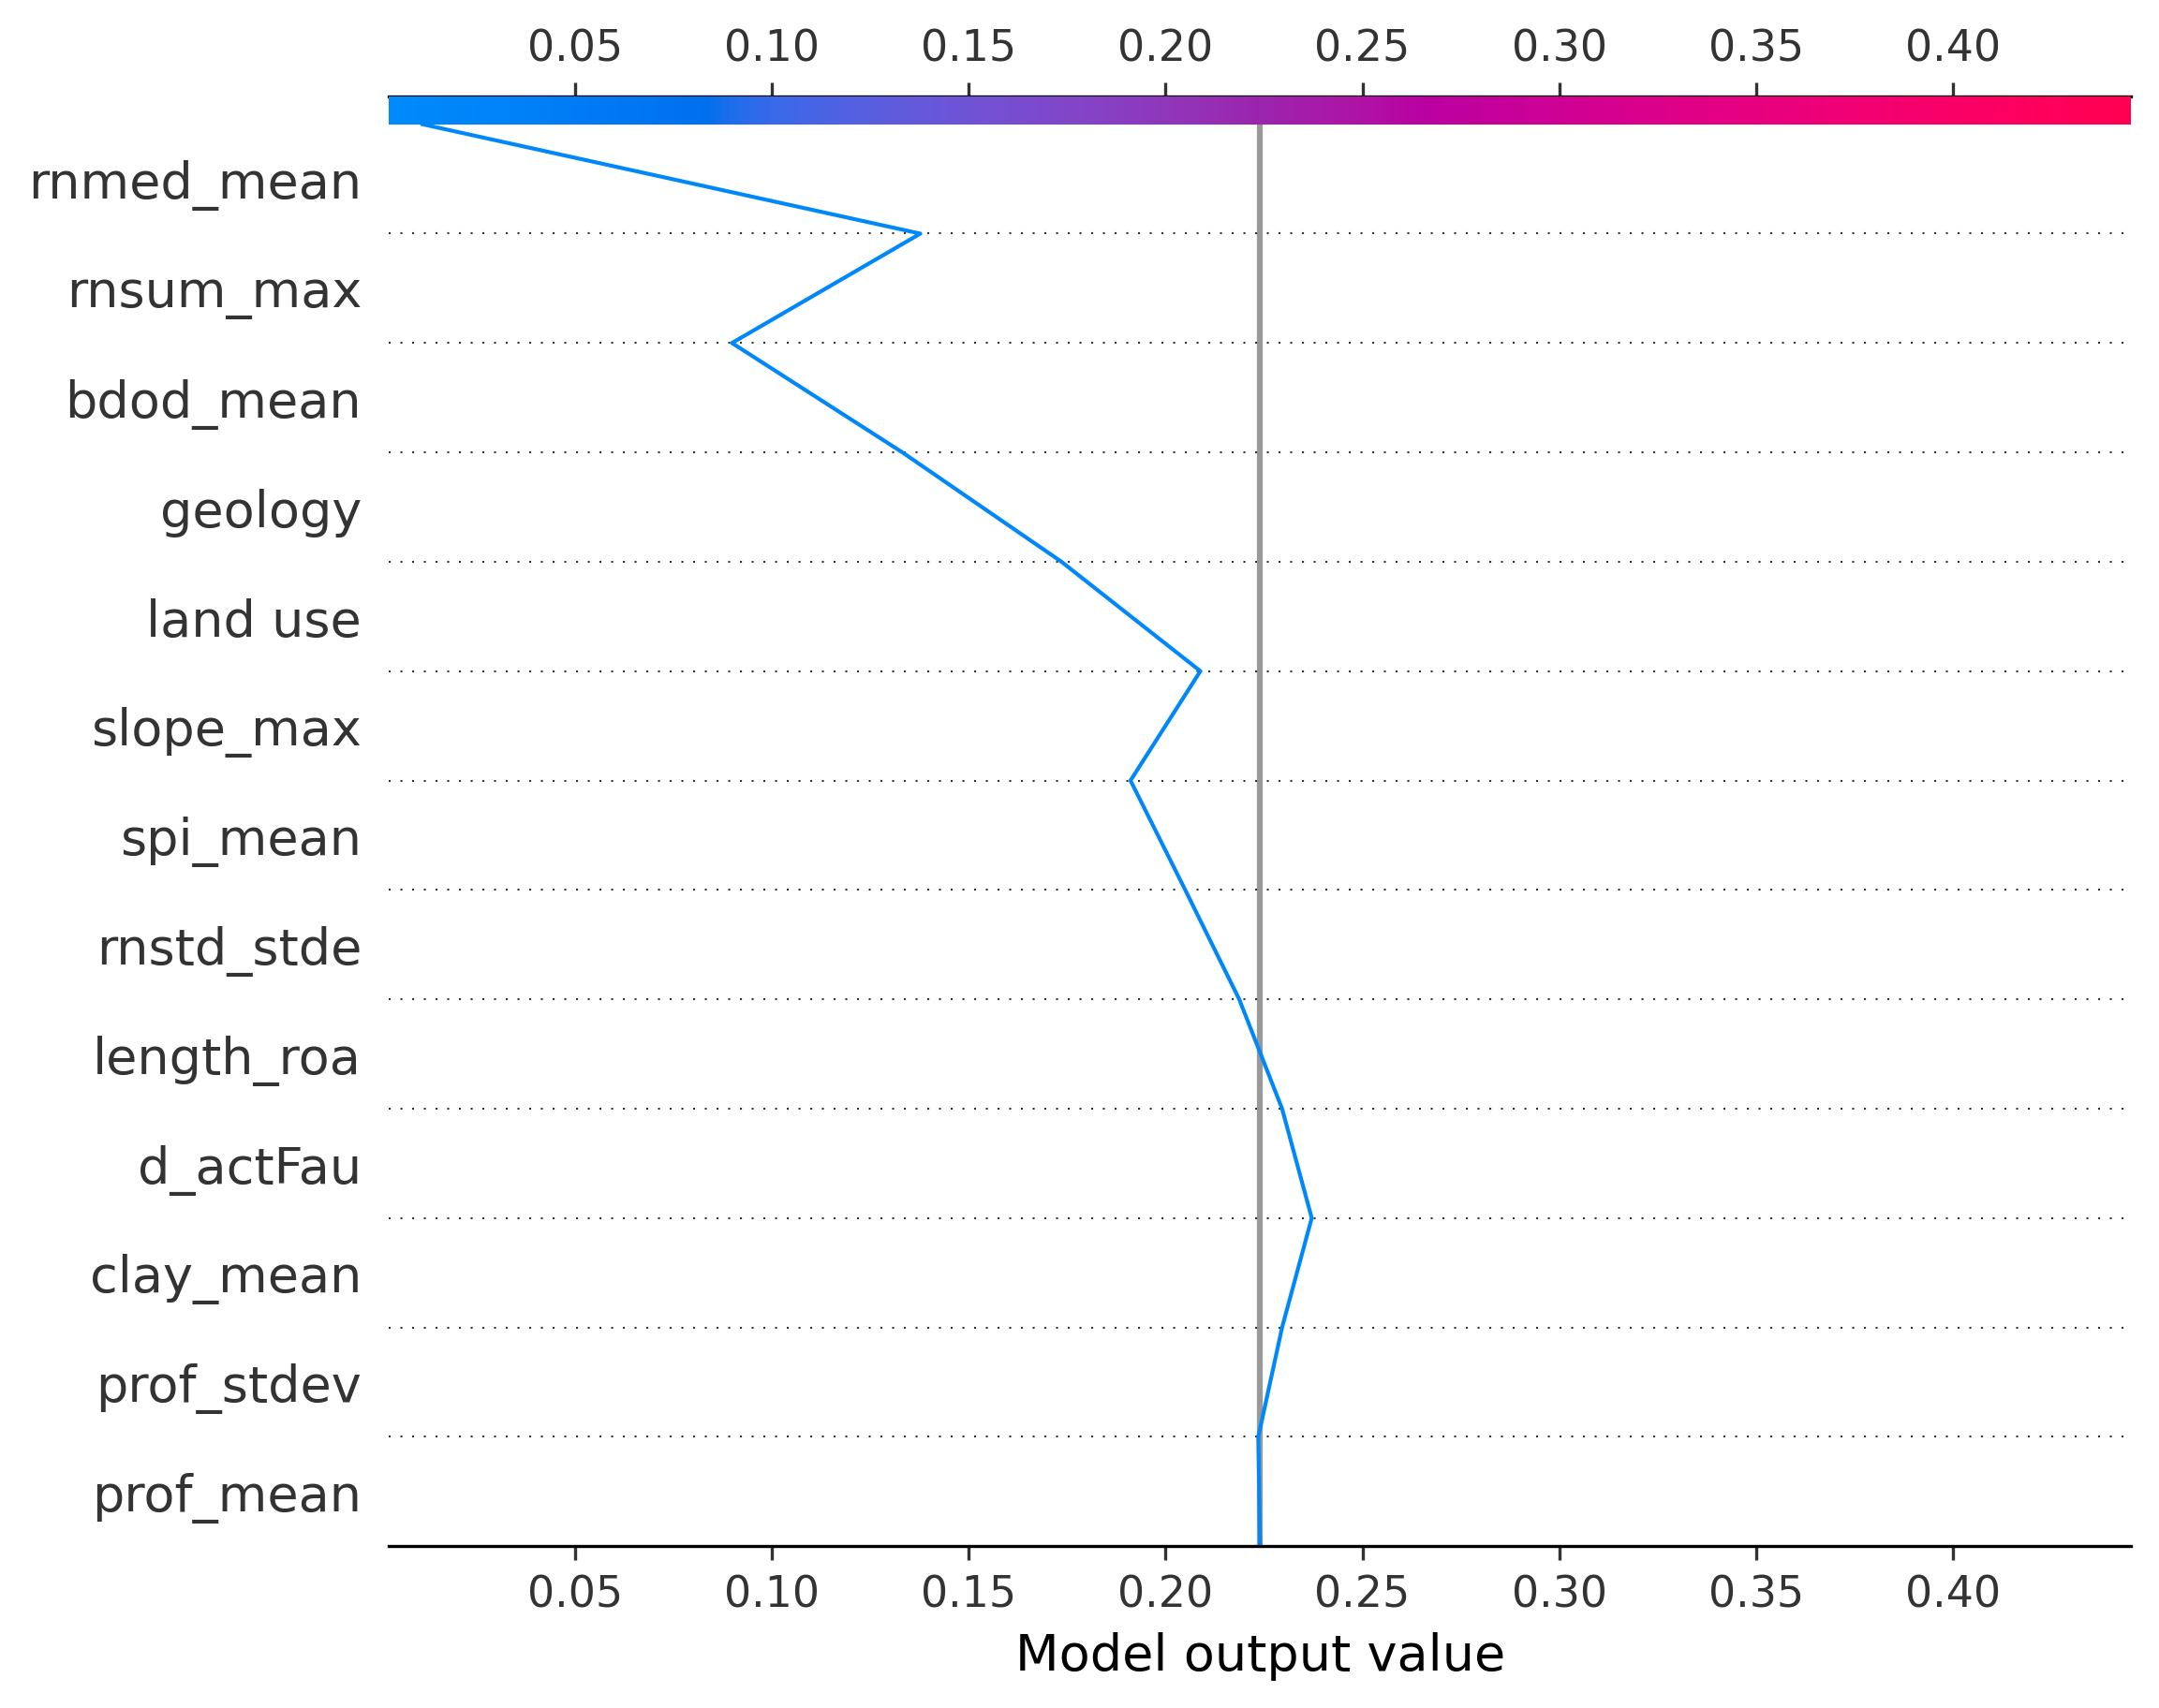 0.05 0.10 0.15 0.20 0.25 0.30 0.35 0.40
rnmed_mean
rnsum_max
bdod_mean
geology
land use
slope_max
spi_mean
rnstd_stde
length_roa
d_actFau
clay_mean
prof_stdev
prof_mean
0.05 0.10 0.15 0.20 0.25 0.30 0.35 0.40
Model output value